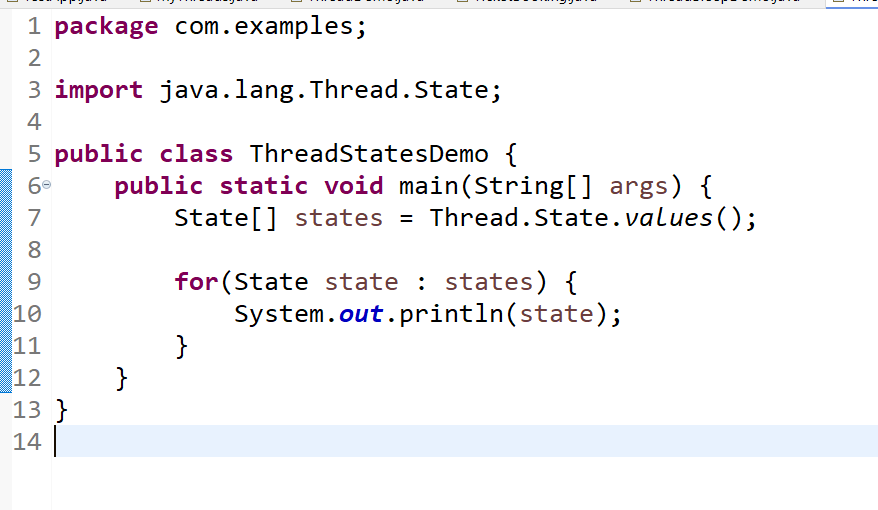 1 package com.examples;
2
3 import java.lang.Thread.State;
4
5 public class ThreadStatesDemo {
6     public static void main(String[] args) {
7         State[] states = Thread.State.values();
8
9         for(State state : states) {
10             System.out.println(state);
11         }
12     }
13 }
14